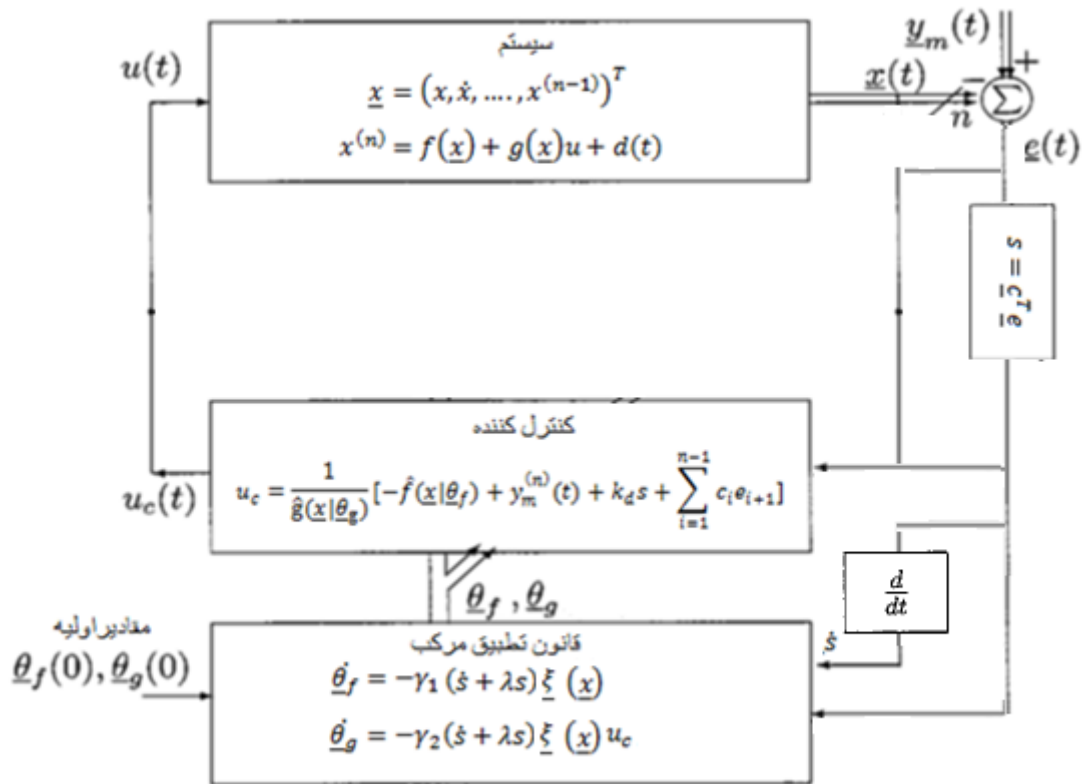 سیستم
x̲ = (x, ẋ, ...., x^(n-1))^T
x^(n) = f(x̲) + g(x̲)u + d(t)
u(t)
y̲_m(t)
+
x̲(t)
−
n
Σ
e̲(t)
s = c̲^T e̲
کنترل کننده
u_c = 1/ĝ(x̲|θ̲_g) [−f̂(x̲|θ̲_f) + y_m^(n)(t) + k_d s + ∑_{i=1}^{n-1} c_i e_{i+1}]
u_c(t)
d/dt
ṡ
θ̲_f , θ̲_g
مقادیر اولیه
θ̲_f(0), θ̲_g(0)
قانون تطبیق مرکب
θ̲̇_f = −γ_1 (ṡ + λs) ξ̲ (x̲)
θ̲̇_g = −γ_2(ṡ + λs) ξ̲ (x̲) u_c